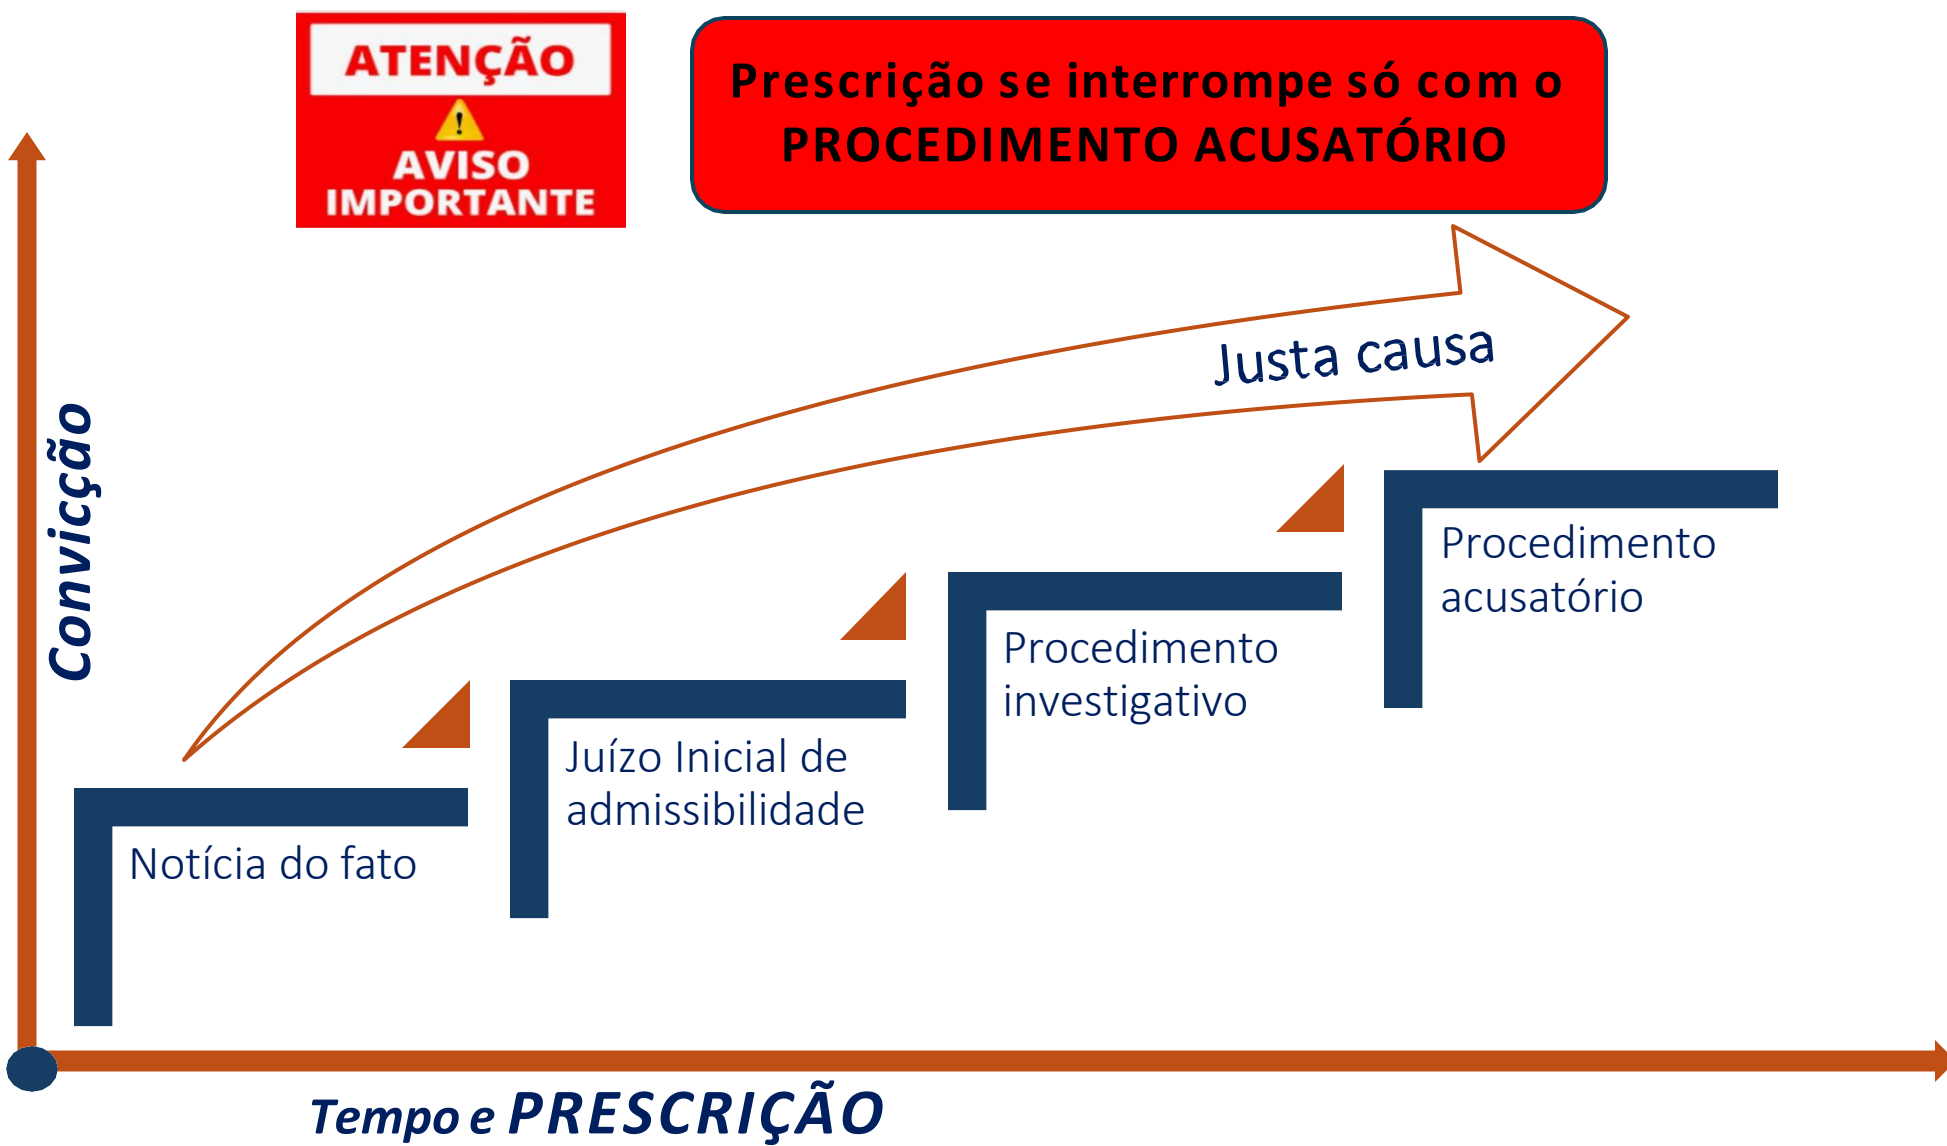 ATENÇÃO
AVISO
IMPORTANTE
Prescrição se interrompe só com o
PROCEDIMENTO ACUSATÓRIO
Justa causa
Convicção
Procedimento
acusatório
Procedimento
investigativo
Juízo Inicial de
admissibilidade
Notícia do fato
Tempo e PRESCRIÇÃO